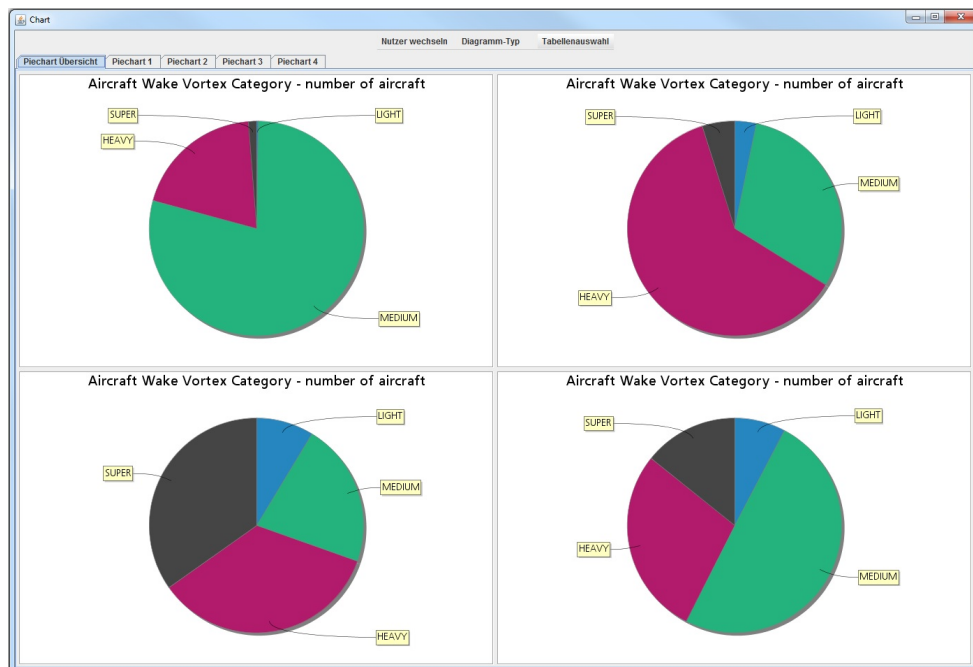 Chart
Nutzer wechseln Diagramm-Typ Tabellenauswahl
Piechart Übersicht Piechart 1 Piechart 2 Piechart 3 Piechart 4
Aircraft Wake Vortex Category - number of aircraft
SUPER
LIGHT
HEAVY
MEDIUM
Aircraft Wake Vortex Category - number of aircraft
SUPER
LIGHT
MEDIUM
HEAVY
Aircraft Wake Vortex Category - number of aircraft
LIGHT
SUPER
MEDIUM
HEAVY
Aircraft Wake Vortex Category - number of aircraft
LIGHT
SUPER
HEAVY
MEDIUM